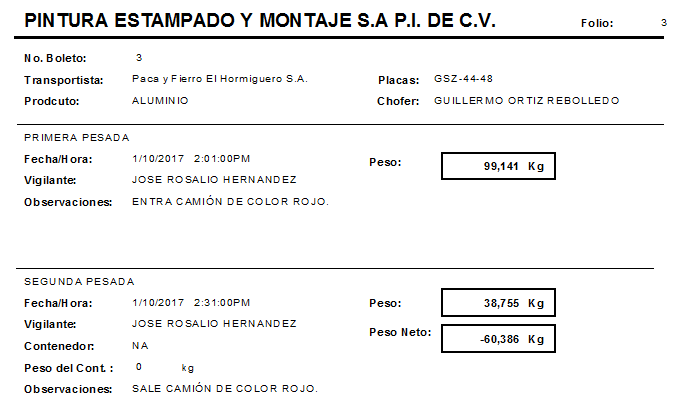 PINTURA ESTAMPADO Y MONTAJE S.A P.I. DE C.V. Folio: 3
No. Boleto: 3
Transportista: Paca y Fierro El Hormiguero S.A. Placas: GSZ-44-48
Prodcuto: ALUMINIO Chofer: GUILLERMO ORTIZ REBOLLEDO
PRIMERA PESADA
Fecha/Hora: 1/10/2017 2:01:00PM Peso: 99,141 Kg
Vigilante: JOSE ROSALIO HERNANDEZ
Observaciones: ENTRA CAMIÓN DE COLOR ROJO.
SEGUNDA PESADA
Fecha/Hora: 1/10/2017 2:31:00PM Peso: 38,755 Kg
Vigilante: JOSE ROSALIO HERNANDEZ Peso Neto: -60,386 Kg
Contenedor: NA
Peso del Cont. : 0 kg
Observaciones: SALE CAMIÓN DE COLOR ROJO.